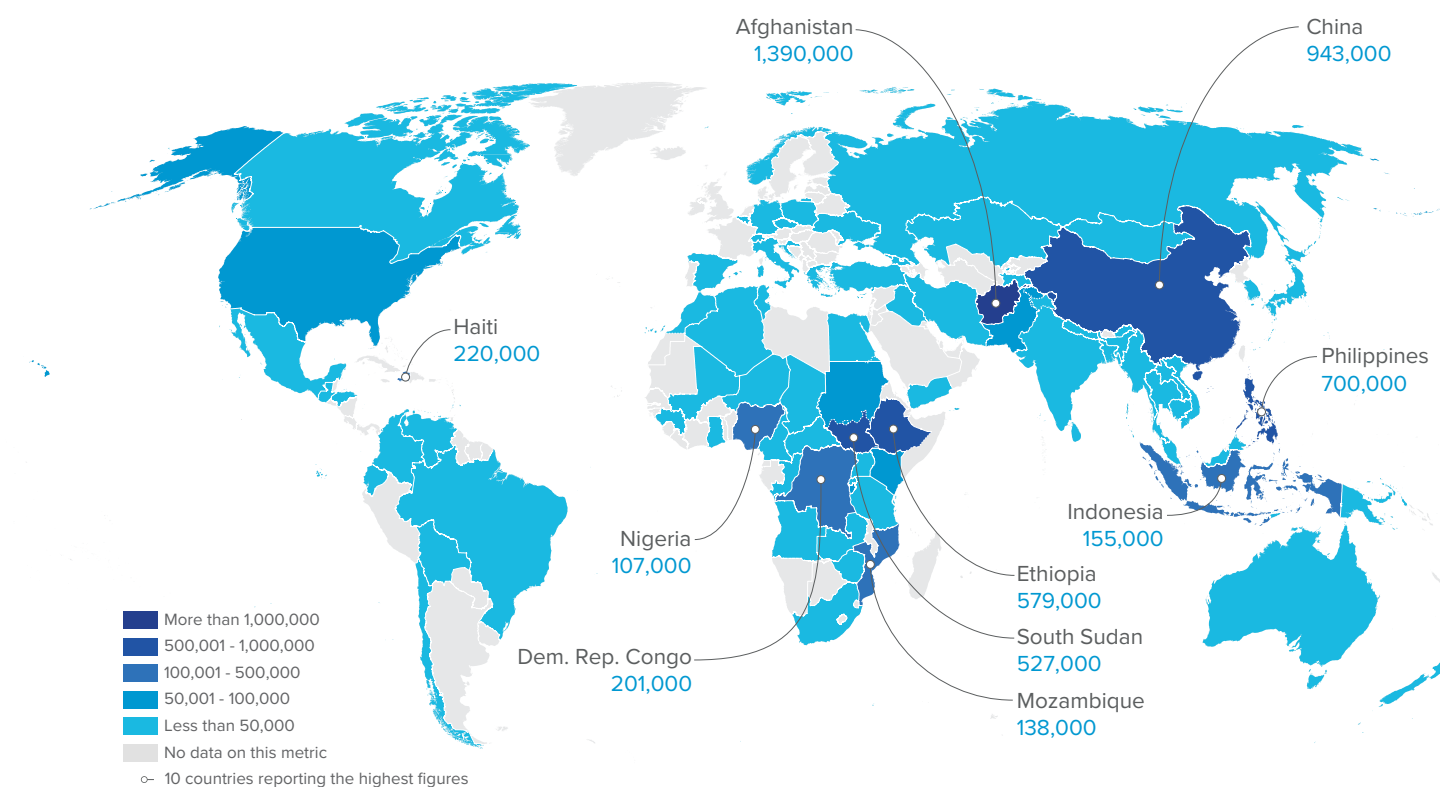 Afghanistan
1,390,000
China
943,000
Haiti
220,000
Philippines
700,000
Indonesia
155,000
Nigeria
107,000
Ethiopia
579,000
South Sudan
527,000
Dem. Rep. Congo
201,000
Mozambique
138,000
More than 1,000,000
500,001 - 1,000,000
100,001 - 500,000
50,001 - 100,000
Less than 50,000
No data on this metric
10 countries reporting the highest figures